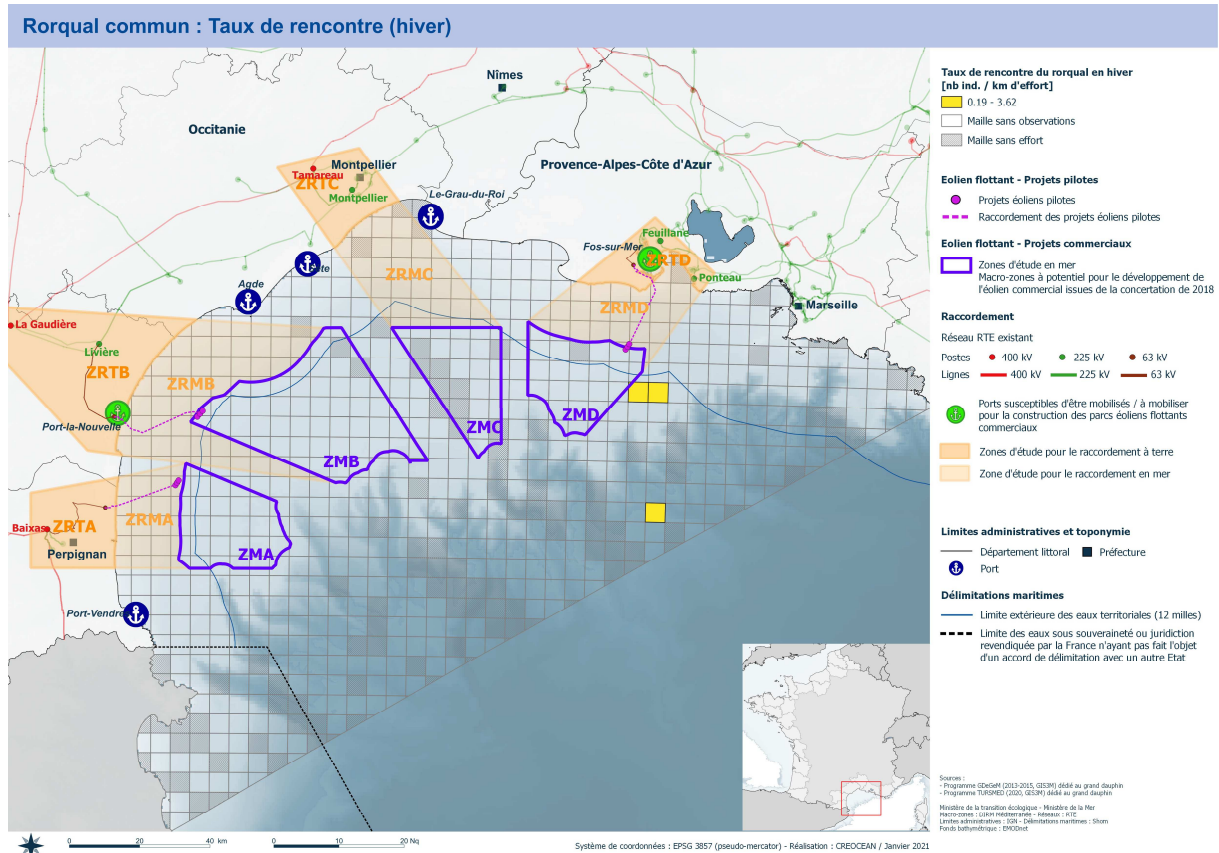 Rorqual commun : Taux de rencontre (hiver)
Nîmes
Occitanie
Montpellier
Tamareau
ZRTC
Montpellier
Provence-Alpes-Côte d'Azur
Le-Grau-du-Roi
Feuillane
Fos-sur-Mer
ZRTD
Ponteau
ZRMC
Agde
ZRMD
Marseille
La Gaudière
Livière
ZRTB
ZRMB
ZMD
Port-la-Nouvelle
ZMC
ZMB
ZRMA
Baixas
ZRTA
Perpignan
ZMA
Port-Vendre
Taux de rencontre du rorqual en hiver
[nb ind. / km d'effort]
0.19 - 3.62
Maille sans observations
Maille sans effort
Eolien flottant - Projets pilotes
Projets éoliens pilotes
Raccordement des projets éoliens pilotes
Eolien flottant - Projets commerciaux
Zones d'étude en mer
Macro-zones à potentiel pour le développement de
l'éolien commercial issues de la concertation de 2018
Raccordement
Réseau RTE existant
Postes 400 kV 225 kV 63 kV
Lignes 400 kV 225 kV 63 kV
Ports susceptibles d'être mobilisés / à mobiliser
pour la construction des parcs éoliens flottants
commerciaux
Zones d'étude pour le raccordement à terre
Zone d'étude pour le raccordement en mer
Limites administratives et toponymie
Département littoral Préfecture
Port
Délimitations maritimes
Limite extérieure des eaux territoriales (12 milles)
Limite des eaux sous souveraineté ou juridiction
revendiquée par la France n'ayant pas fait l'objet
d'un accord de délimitation avec un autre Etat
Sources :
- Programme GDeGeM (2013-2015, GIS3M) dédié au grand dauphin
- Programme TURSMED (2020, GIS3M) dédié au grand dauphin
Ministère de la transition écologique - Ministère de la Mer
Macro-zones : DIRM Méditerranée - Réseaux : RTE
Limites administratives : IGN - Délimitations maritimes : Shom
Fonds bathymétrique : EMODnet
0 20 40 km
0 10 20 Nq
Système de coordonnées : EPSG 3857 (pseudo-mercator) - Réalisation : CREOCEAN / Janvier 2021